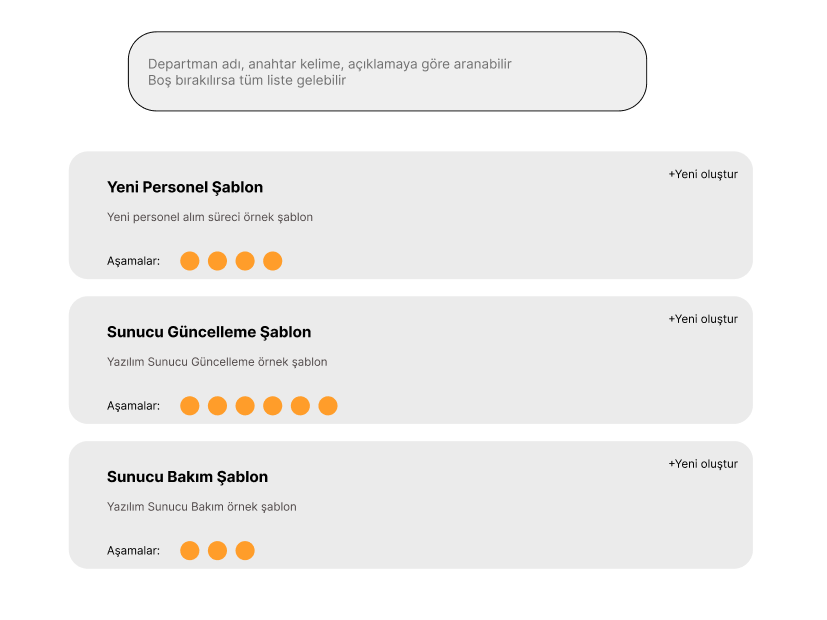 Departman adı, anahtar kelime, açıklamaya göre aranabilir
Boş bırakılırsa tüm liste gelebilir
+Yeni oluştur
Yeni Personel Şablon
Yeni personel alım süreci örnek şablon
Aşamalar:
+Yeni oluştur
Sunucu Güncelleme Şablon
Yazılım Sunucu Güncelleme örnek şablon
Aşamalar:
+Yeni oluştur
Sunucu Bakım Şablon
Yazılım Sunucu Bakım örnek şablon
Aşamalar: